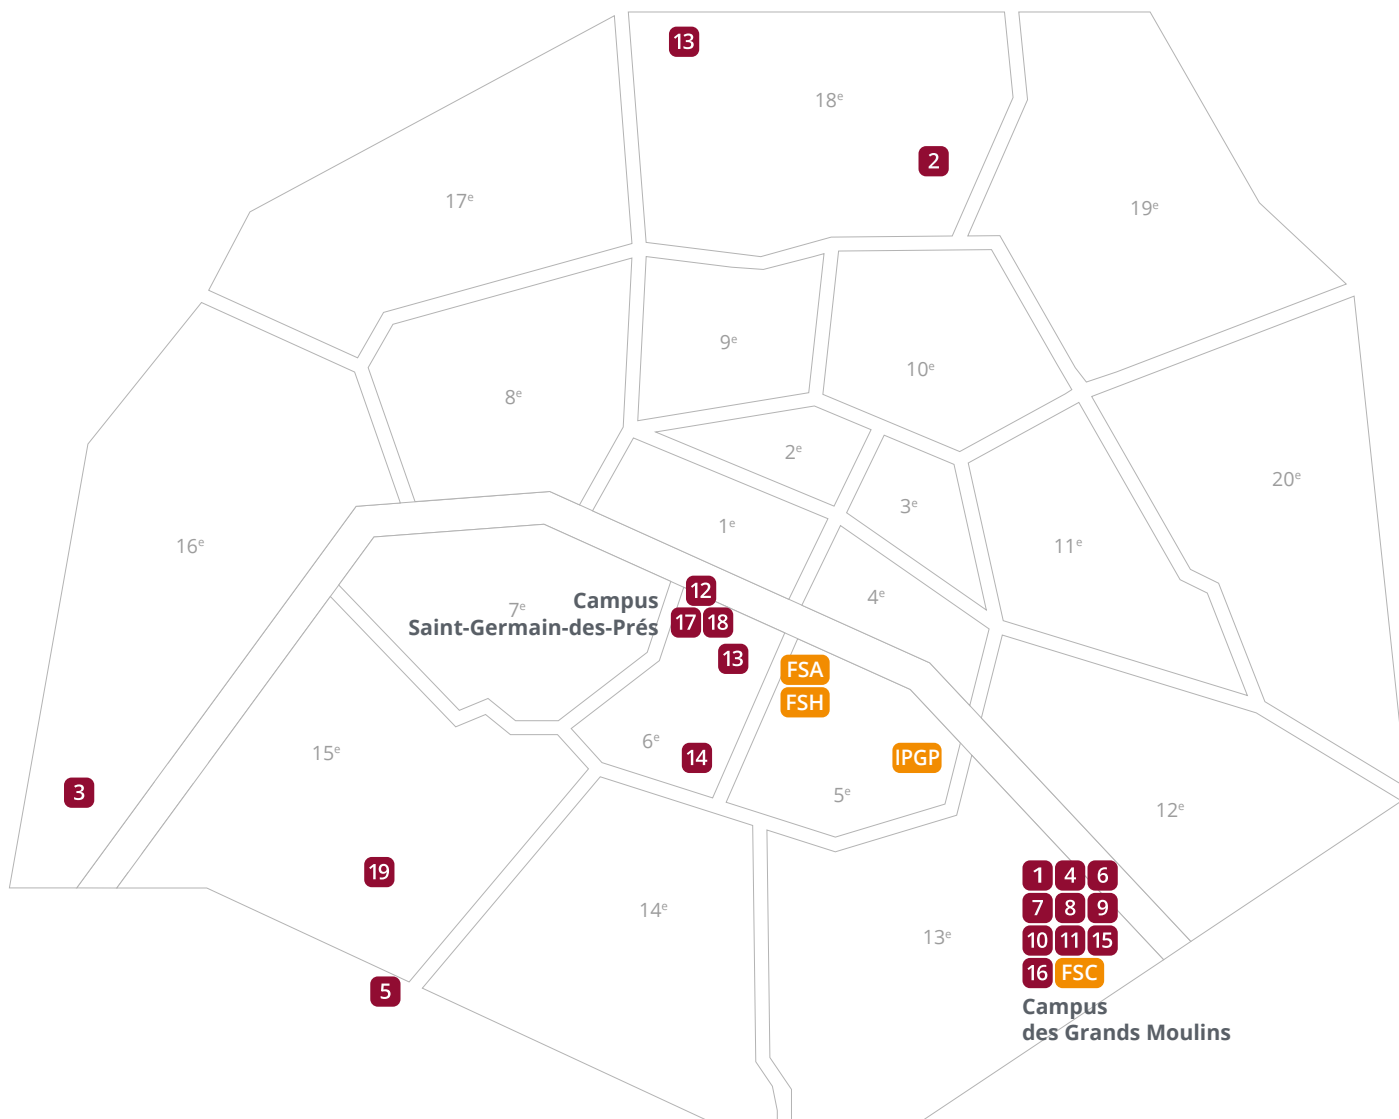 13
18e
2
17e
19e
9e
10e
8e
2e
20e
3e
1e
16e
11e
12
4e
7e
Campus
Saint-Germain-des-Prés
17 18
13
FSA
FSH
6e
14
15e
IPGP
3
5e
12e
19
1 4 6
7 8 9
14e
13e
10 11 15
16 FSC
5
Campus
des Grands Moulins